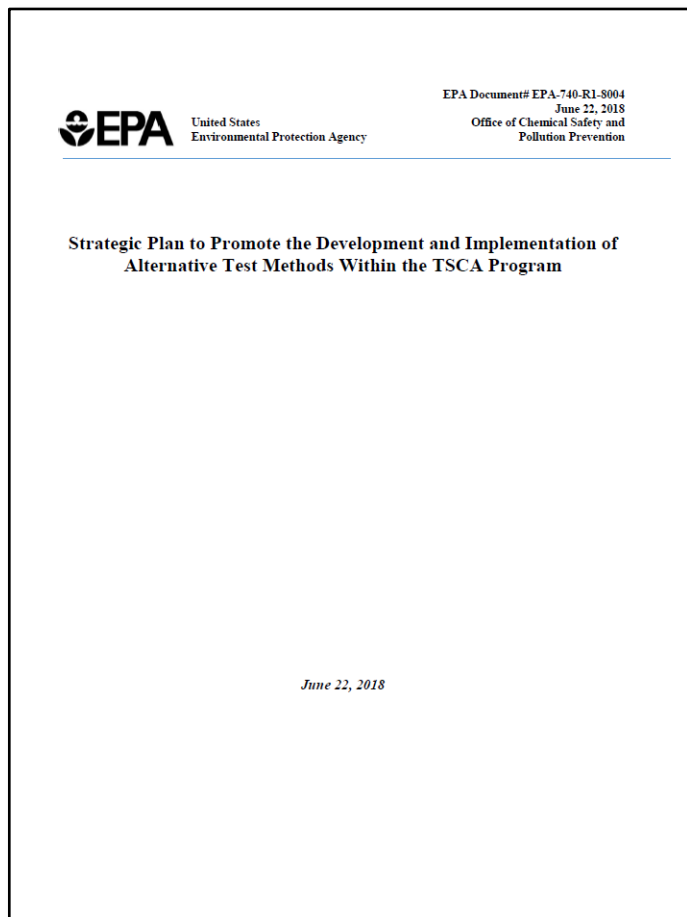 EPA Document# EPA-740-R1-8004
June 22, 2018
Office of Chemical Safety and
Pollution Prevention
EPA
United States
Environmental Protection Agency
Strategic Plan to Promote the Development and Implementation of
Alternative Test Methods Within the TSCA Program
June 22, 2018